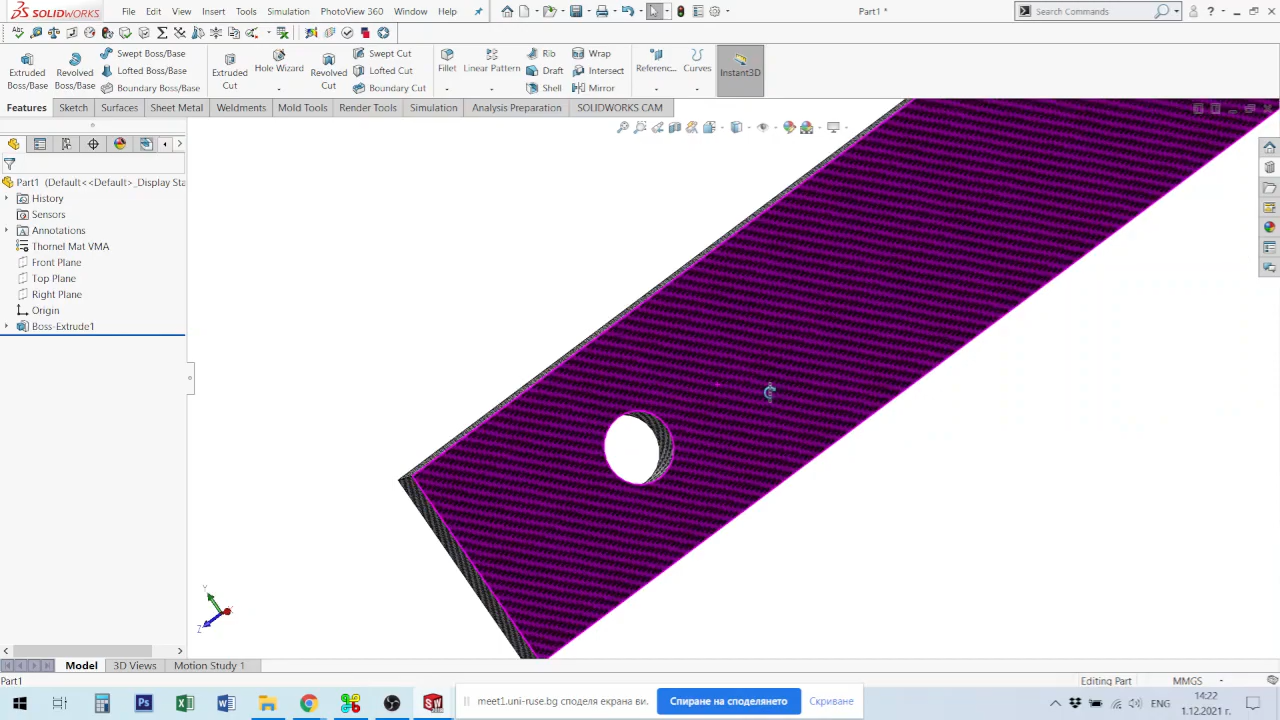 SOLIDWORKS
File
Edit
View
Insert
Tools
Simulation
PhotoView 360
Window
Help
Part1 *
Search Commands
Extruded Boss/Base
Revolved Boss/Base
Swept Boss/Base
Lofted Boss/Base
Boundary Boss/Base
Extruded Cut
Hole Wizard
Revolved Cut
Swept Cut
Lofted Cut
Boundary Cut
Fillet
Linear Pattern
Rib
Draft
Shell
Wrap
Intersect
Mirror
Referenc...
Curves
Instant3D
Features
Sketch
Surfaces
Sheet Metal
Weldments
Mold Tools
Render Tools
Simulation
Analysis Preparation
SOLIDWORKS CAM
Part1 (Default<<Default>_Display Sta
History
Sensors
Annotations
Thornel Mat VMA
Front Plane
Top Plane
Right Plane
Origin
Boss-Extrude1
Y
Z
Model
3D Views
Motion Study 1
Part1
Editing Part
MMGS
meet1.uni-ruse.bg споделя екрана ви.
Спиране на споделянето
Скриване
ENG
14:22
1.12.2021 г.